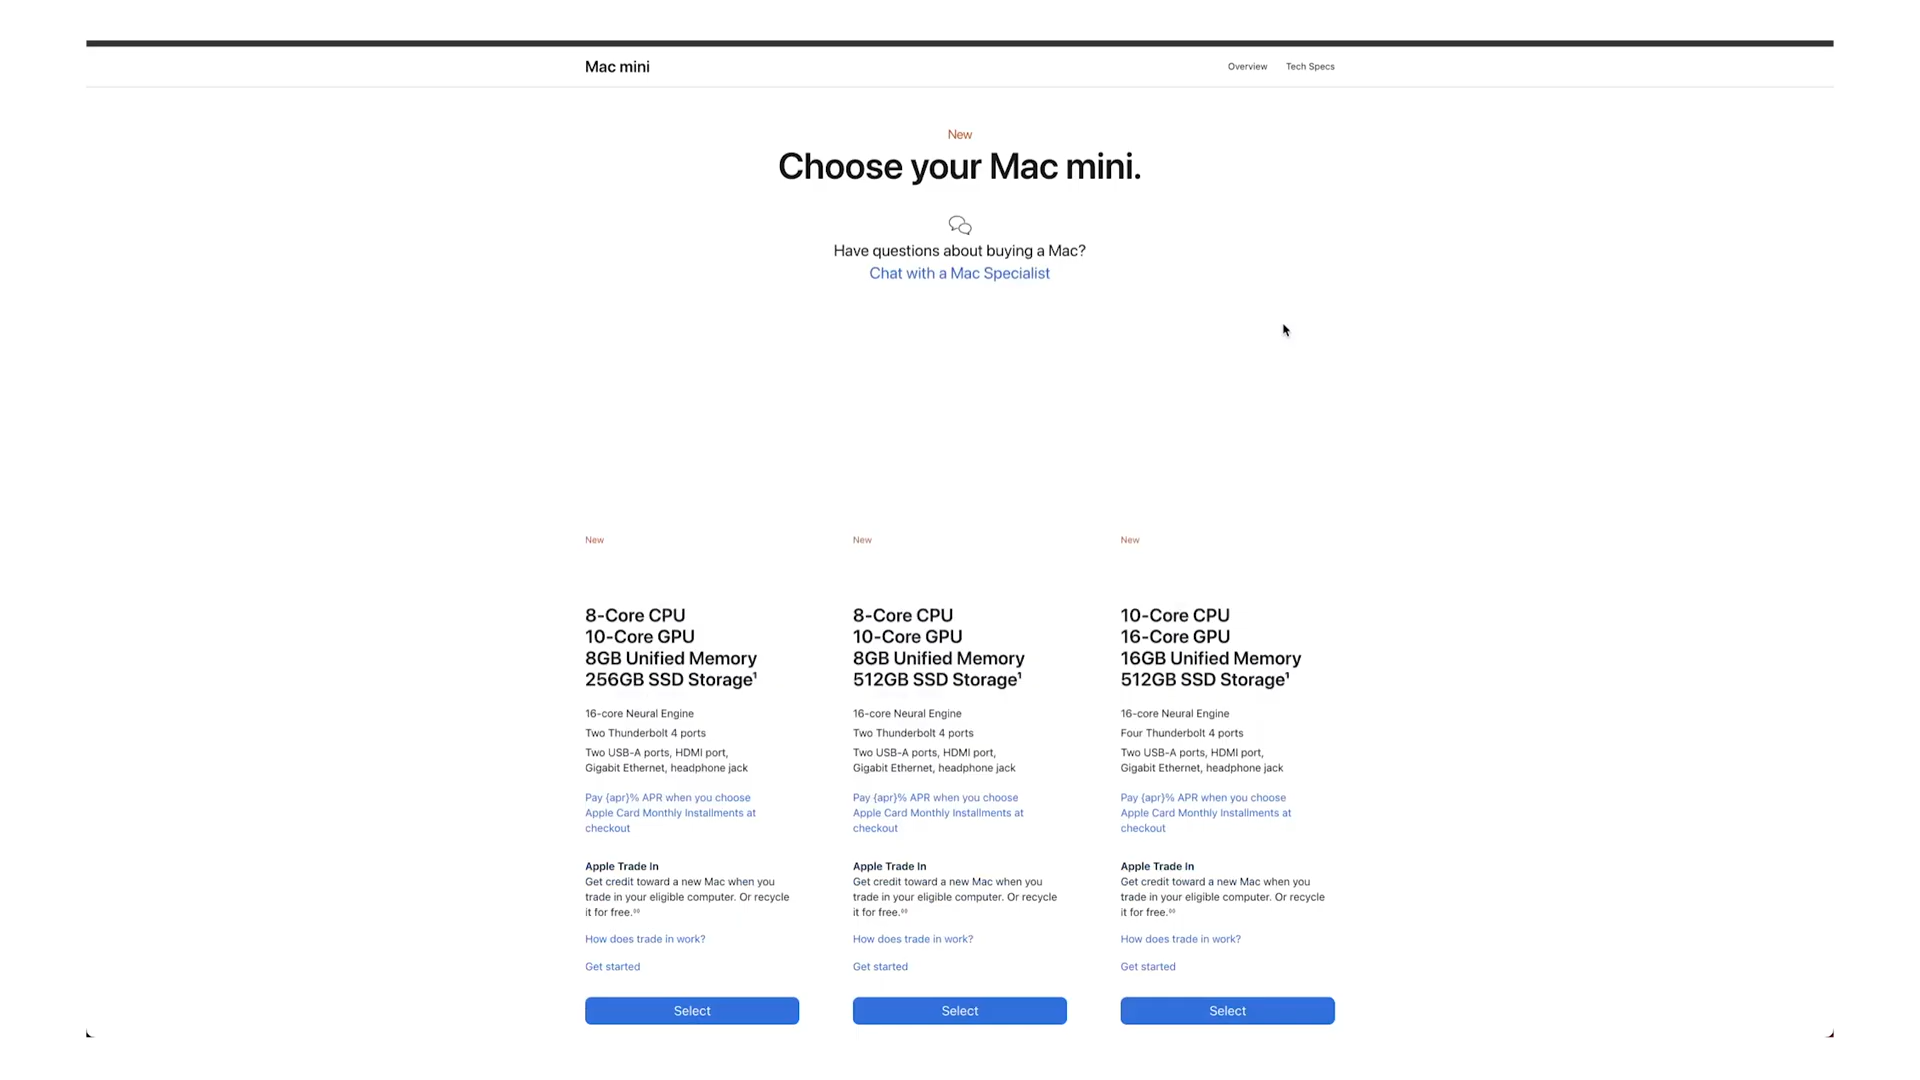 Mac mini
Overview
Tech Specs
New
Choose your Mac mini.
Have questions about buying a Mac?
Chat with a Mac Specialist
New
8-Core CPU
10-Core GPU
8GB Unified Memory
256GB SSD Storage¹
16-core Neural Engine
Two Thunderbolt 4 ports
Two USB-A ports, HDMI port,
Gigabit Ethernet, headphone jack
Pay {apr}% APR when you choose
Apple Card Monthly Installments at
checkout
Apple Trade In
Get credit toward a new Mac when you
trade in your eligible computer. Or recycle
it for free.
How does trade in work?
Get started
Select
New
8-Core CPU
10-Core GPU
8GB Unified Memory
512GB SSD Storage¹
16-core Neural Engine
Two Thunderbolt 4 ports
Two USB-A ports, HDMI port,
Gigabit Ethernet, headphone jack
Pay {apr}% APR when you choose
Apple Card Monthly Installments at
checkout
Apple Trade In
Get credit toward a new Mac when you
trade in your eligible computer. Or recycle
it for free.
How does trade in work?
Get started
Select
New
10-Core CPU
16-Core GPU
16GB Unified Memory
512GB SSD Storage¹
16-core Neural Engine
Four Thunderbolt 4 ports
Two USB-A ports, HDMI port,
Gigabit Ethernet, headphone jack
Pay {apr}% APR when you choose
Apple Card Monthly Installments at
checkout
Apple Trade In
Get credit toward a new Mac when you
trade in your eligible computer. Or recycle
it for free.
How does trade in work?
Get started
Select